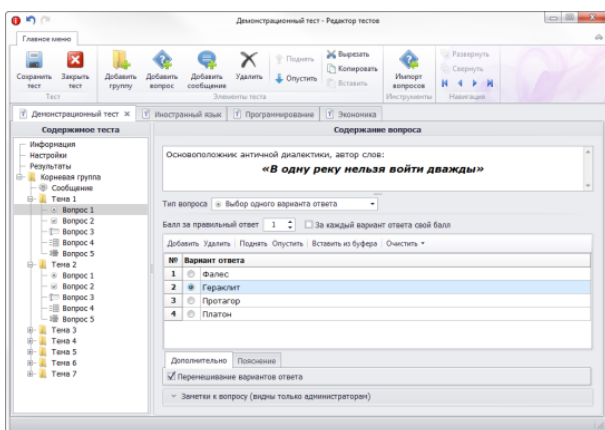 Демонстрационный тест - Редактор тестов
Главное меню
Сохранить тест
Закрыть тест
Добавить группу
Добавить вопрос
Добавить сообщение
Удалить
Поднять
Опустить
Вырезать
Копировать
Вставить
Импорт вопросов
Развернуть
Свернуть
Тест
Элементы теста
Инструменты
Навигация
Демонстрационный тест
Иностранный язык
Программирование
Экономика
Содержимое теста
Информация
Настройки
Результаты
Корневая группа
Сообщение
Тема 1
Вопрос 1
Вопрос 2
Вопрос 3
Вопрос 4
Вопрос 5
Тема 2
Вопрос 1
Вопрос 2
Вопрос 3
Вопрос 4
Вопрос 5
Тема 3
Тема 4
Тема 5
Тема 6
Тема 7
Содержание вопроса
Основоположник античной диалектики, автор слов:
«В одну реку нельзя войти дважды»
Тип вопроса Выбор одного варианта ответа
Балл за правильный ответ 1 За каждый вариант ответа свой балл
Добавить Удалить Поднять Опустить Вставить из буфера Очистить
№ Вариант ответа
1 Фалес
2 Гераклит
3 Протагор
4 Платон
Дополнительно Пояснение
Перемешивание вариантов ответа
Заметки к вопросу (видны только администраторам)